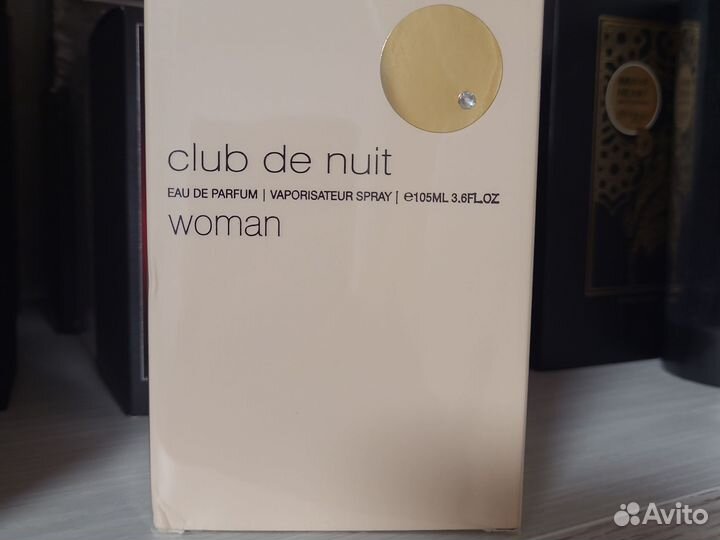 club de nuit
EAU DE PARFUM | VAPORISATEUR SPRAY | ℮105ML 3.6FL.OZ
woman
Avito